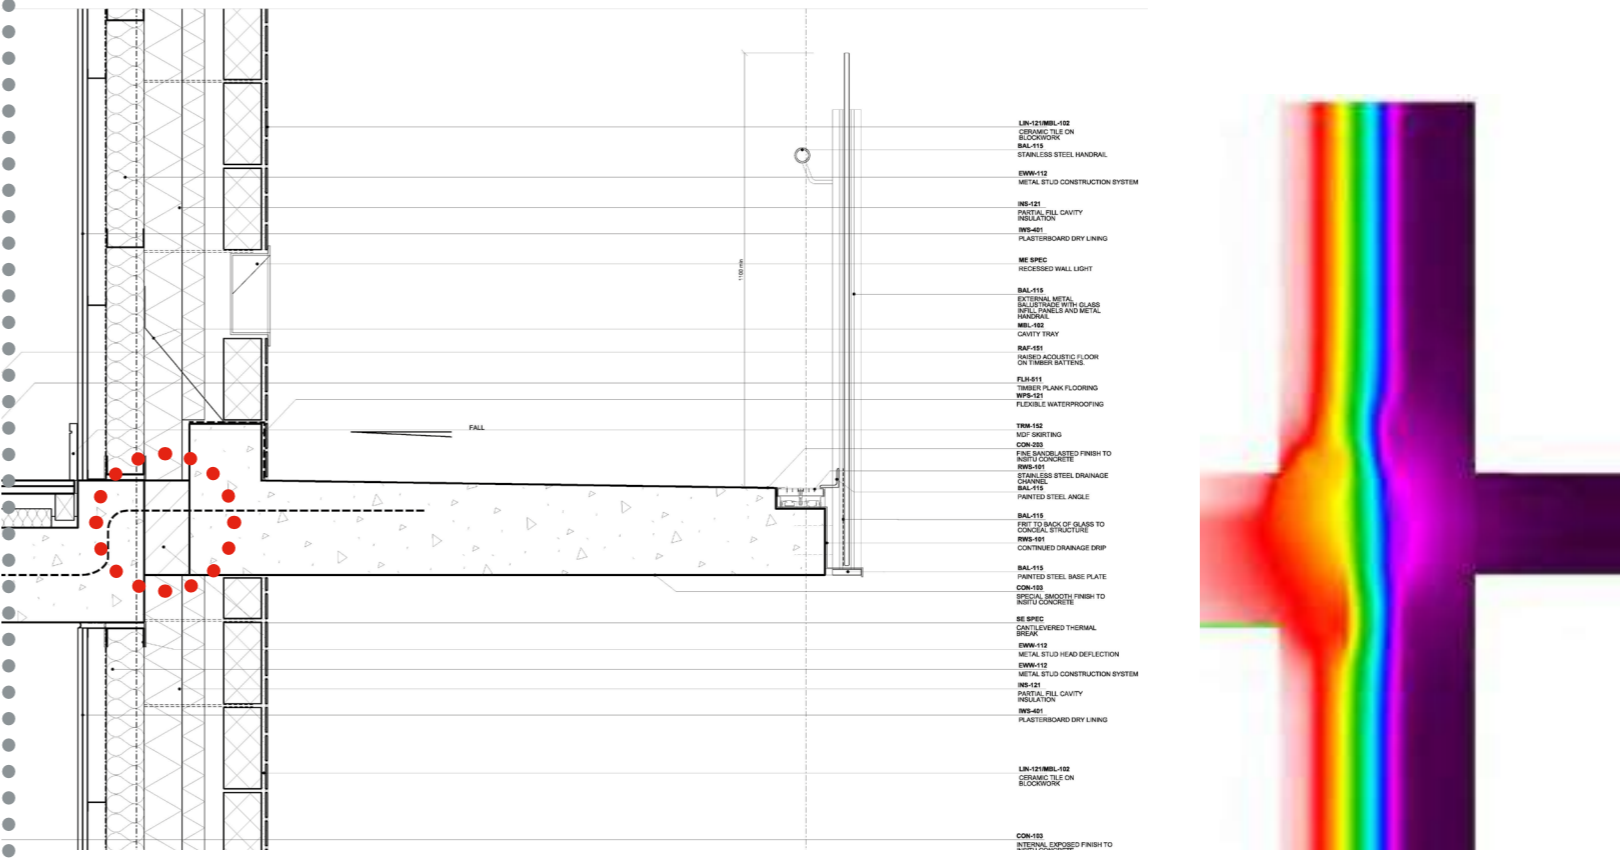 LIN-121/MBL-102
CERAMIC TILE ON
BLOCKWORK
BAL-115
STAINLESS STEEL HANDRAIL
EWW-112
METAL STUD CONSTRUCTION SYSTEM
INS-121
PARTIAL FILL CAVITY
INSULATION
IWS-401
PLASTERBOARD DRY LINING
ME SPEC
RECESSED WALL LIGHT
1100 min
BAL-115
EXTERNAL METAL
BALUSTRADE WITH GLASS
INFILL PANELS AND METAL
HANDRAIL
MBL-102
CAVITY TRAY
RAF-151
RAISED ACOUSTIC FLOOR
ON TIMBER BATTENS.
FLH-511
TIMBER PLANK FLOORING
WPS-121
FLEXIBLE WATERPROOFING
FALL
TRM-152
MDF SKIRTING
CON-203
FINE SANDBLASTED FINISH TO
INSITU CONCRETE
RWS-101
STAINLESS STEEL DRAINAGE
CHANNEL
BAL-115
PAINTED STEEL ANGLE
BAL-115
FRIT TO BACK OF GLASS TO
CONCEAL STRUCTURE
RWS-101
CONTINUED DRAINAGE DRIP
BAL-115
PAINTED STEEL BASE PLATE
CON-103
SPECIAL SMOOTH FINISH TO
INSITU CONCRETE
SE SPEC
CANTILEVERED THERMAL
BREAK
EWW-112
METAL STUD HEAD DEFLECTION
EWW-112
METAL STUD CONSTRUCTION SYSTEM
INS-121
PARTIAL FILL CAVITY
INSULATION
IWS-401
PLASTERBOARD DRY LINING
LIN-121/MBL-102
CERAMIC TILE ON
BLOCKWORK
CON-103
INTERNAL EXPOSED FINISH TO
INSITU CONCRETE